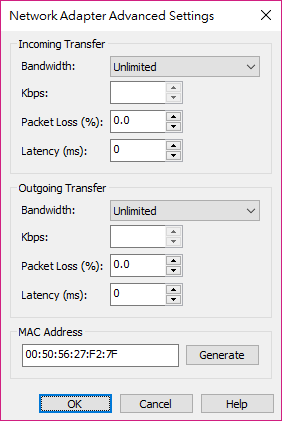 Network Adapter Advanced Settings
Incoming Transfer
Bandwidth: Unlimited
Kbps:
Packet Loss (%): 0.0
Latency (ms): 0
Outgoing Transfer
Bandwidth: Unlimited
Kbps:
Packet Loss (%): 0.0
Latency (ms): 0
MAC Address
00:50:56:27:F2:7F Generate
OK Cancel Help